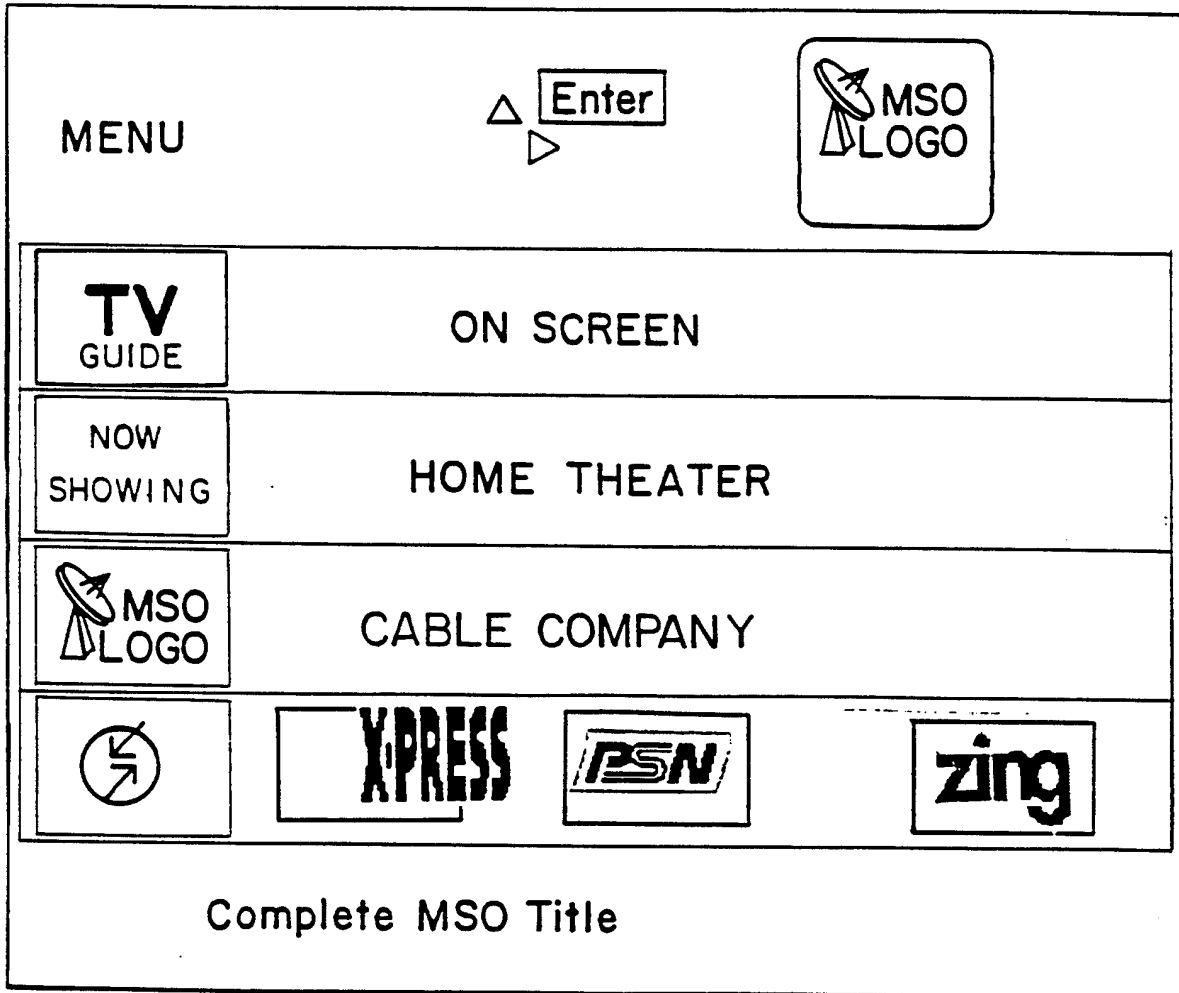 MENU
Enter
MSO
LOGO
TV
GUIDE
ON SCREEN
NOW
SHOWING
HOME THEATER
MSO
LOGO
CABLE COMPANY
X·PRESS
PSN
zing
Complete MSO Title